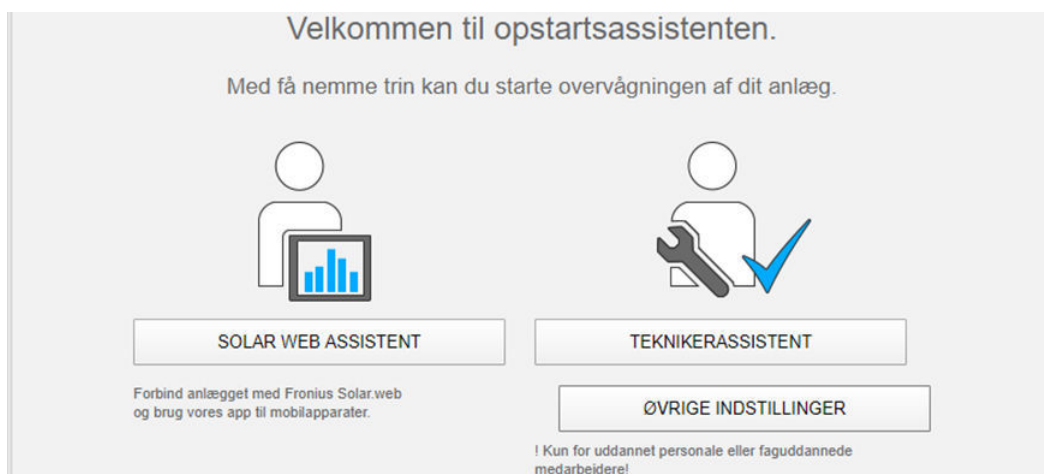 Velkommen til opstartsassistenten.
Med få nemme trin kan du starte overvågningen af dit anlæg.
SOLAR WEB ASSISTENT
Forbind anlægget med Fronius Solar.web
og brug vores app til mobilapparater.
TEKNIKERASSISTENT
ØVRIGE INDSTILLINGER
! Kun for uddannet personale eller faguddannede
medarbejdere!